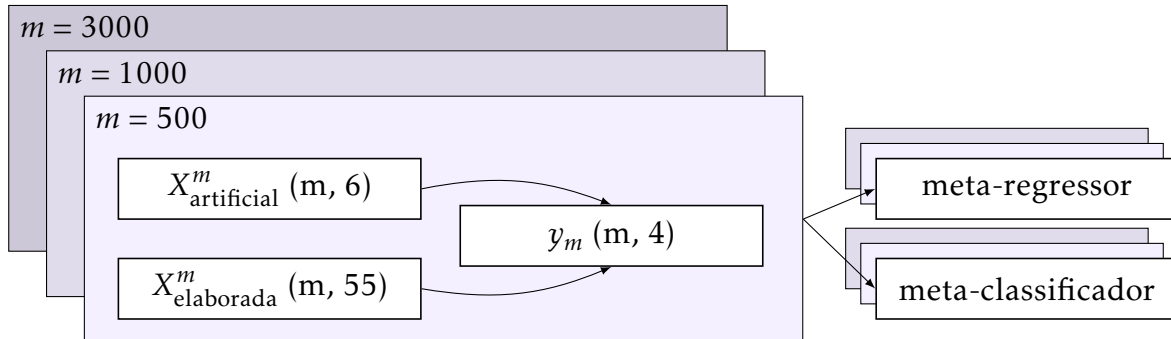 m = 3000
m = 1000
m = 500
X^m_artificial (m, 6)
X^m_elaborada (m, 55)
y_m (m, 4)
meta-regressor
meta-classificador